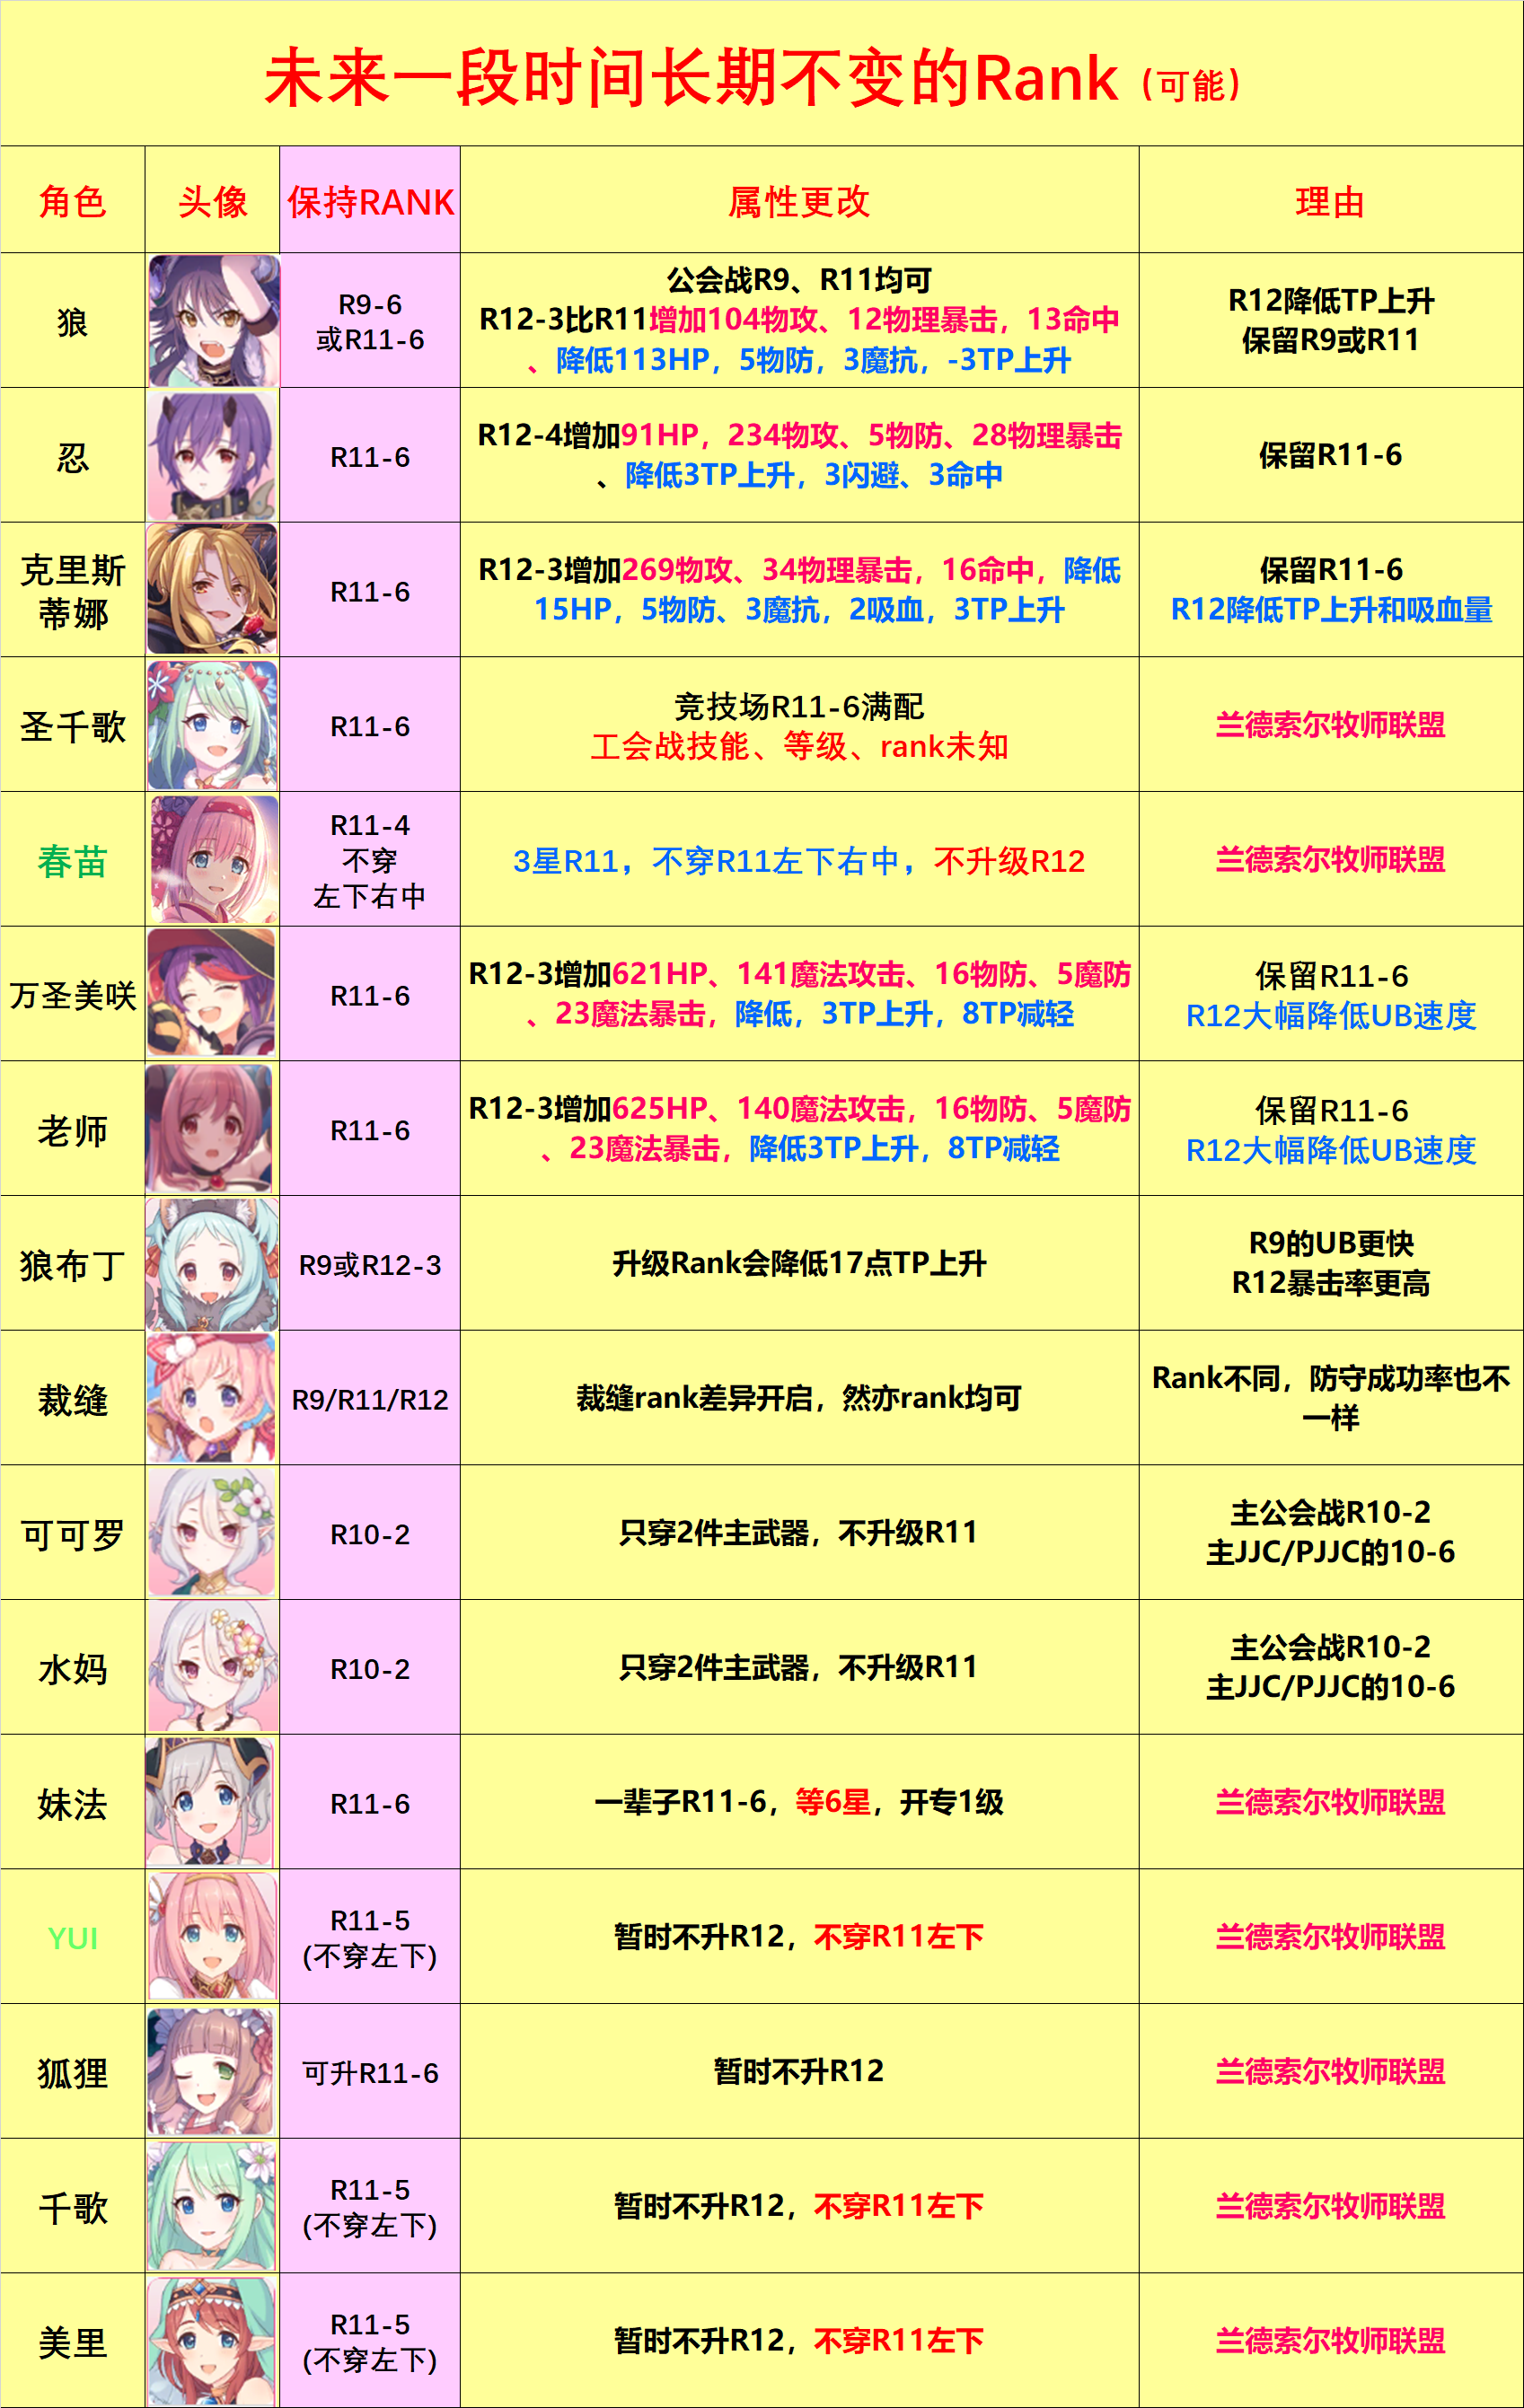 未来一段时间长期不变的Rank（可能）
角色 头像 保持RANK 属性更改 理由
狼
R9-6
或R11-6
公会战R9、R11均可
R12-3比R11增加104物攻、12物理暴击，13命中
、降低113HP，5物防，3魔抗，-3TP上升
R12降低TP上升
保留R9或R11
忍
R11-6
R12-4增加91HP，234物攻、5物防、28物理暴击
、降低3TP上升，3闪避、3命中
保留R11-6
克里斯
蒂娜
R11-6
R12-3增加269物攻、34物理暴击，16命中，降低
15HP，5物防、3魔抗，2吸血，3TP上升
保留R11-6
R12降低TP上升和吸血量
圣千歌
R11-6
竞技场R11-6满配
工会战技能、等级、rank未知
兰德索尔牧师联盟
春苗
R11-4
不穿
左下右中
3星R11，不穿R11左下右中，不升级R12
兰德索尔牧师联盟
万圣美咲
R11-6
R12-3增加621HP、141魔法攻击、16物防、5魔防
、23魔法暴击，降低，3TP上升，8TP减轻
保留R11-6
R12大幅降低UB速度
老师
R11-6
R12-3增加625HP、140魔法攻击，16物防、5魔防
、23魔法暴击，降低3TP上升，8TP减轻
保留R11-6
R12大幅降低UB速度
狼布丁
R9或R12-3
升级Rank会降低17点TP上升
R9的UB更快
R12暴击率更高
裁缝
R9/R11/R12
裁缝rank差异开启，然亦rank均可
Rank不同，防守成功率也不
一样
可可罗
R10-2
只穿2件主武器，不升级R11
主公会战R10-2
主JJC/PJJC的10-6
水妈
R10-2
只穿2件主武器，不升级R11
主公会战R10-2
主JJC/PJJC的10-6
妹法
R11-6
一辈子R11-6，等6星，开专1级
兰德索尔牧师联盟
YUI
R11-5
(不穿左下)
暂时不升R12，不穿R11左下
兰德索尔牧师联盟
狐狸
可升R11-6
暂时不升R12
兰德索尔牧师联盟
千歌
R11-5
(不穿左下)
暂时不升R12，不穿R11左下
兰德索尔牧师联盟
美里
R11-5
(不穿左下)
暂时不升R12，不穿R11左下
兰德索尔牧师联盟